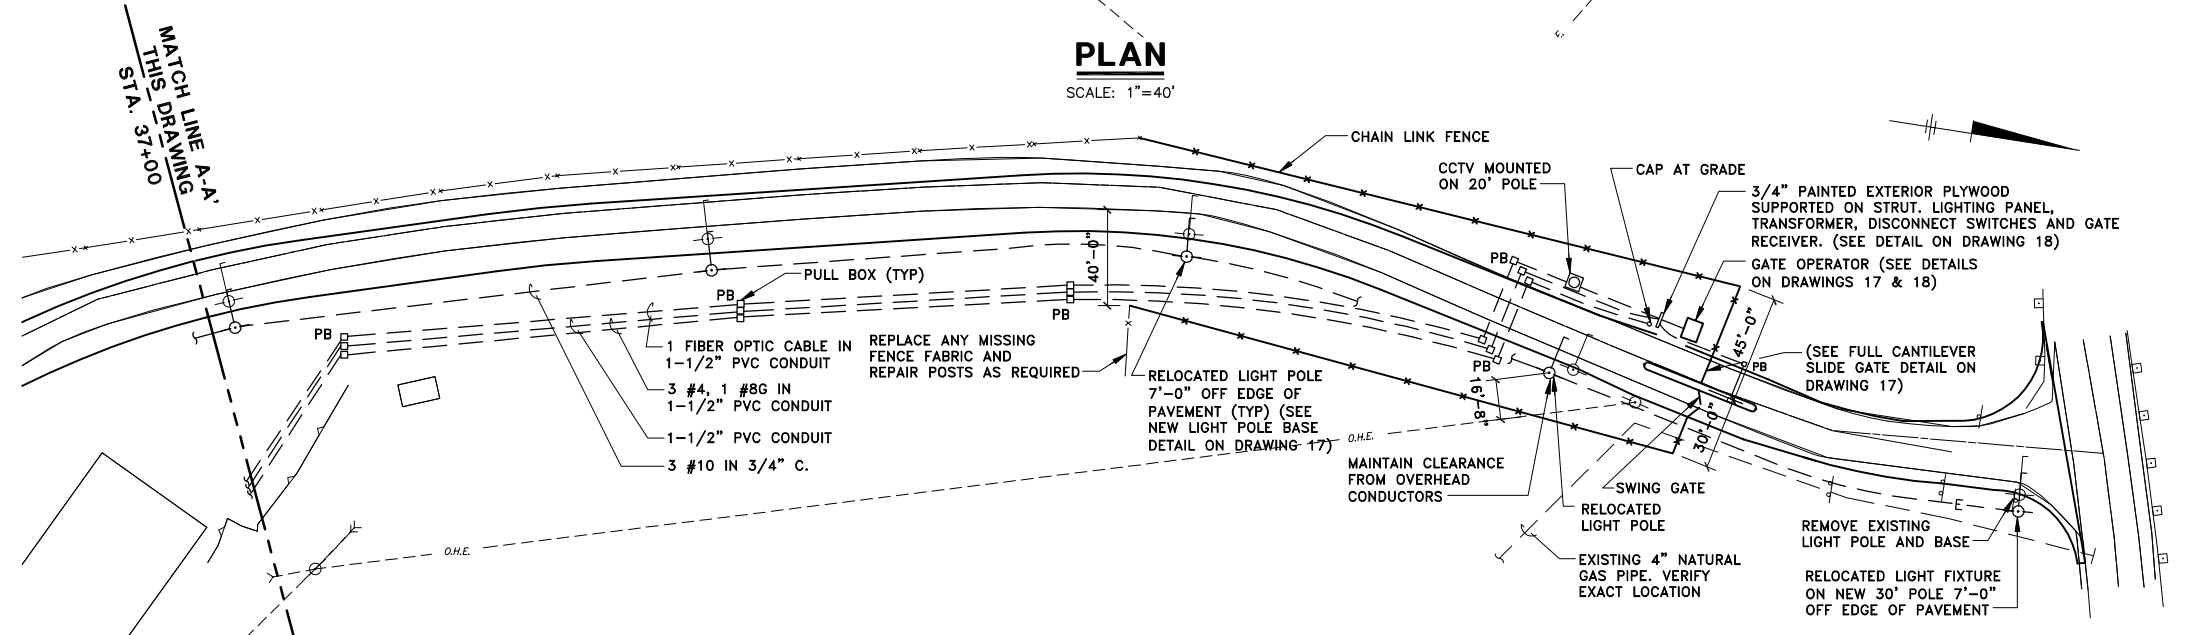 MATCH LINE A-A'
THIS DRAWING
STA. 37+00
PLAN
SCALE: 1"=40'
CHAIN LINK FENCE
CCTV MOUNTED
ON 20' POLE
CAP AT GRADE
3/4" PAINTED EXTERIOR PLYWOOD
SUPPORTED ON STRUT. LIGHTING PANEL,
TRANSFORMER, DISCONNECT SWITCHES AND GATE
RECEIVER. (SEE DETAIL ON DRAWING 18)
GATE OPERATOR (SEE DETAILS
ON DRAWINGS 17 & 18)
PB
PULL BOX (TYP)
PB
PB
PB
40'-0"
45'-0"
(SEE FULL CANTILEVER
SLIDE GATE DETAIL ON
DRAWING 17)
PB
PB
16'-8"
30'-0"
1 FIBER OPTIC CABLE IN
1-1/2" PVC CONDUIT
3 #4, 1 #8G IN
1-1/2" PVC CONDUIT
1-1/2" PVC CONDUIT
3 #10 IN 3/4" C.
REPLACE ANY MISSING
FENCE FABRIC AND
REPAIR POSTS AS REQUIRED
RELOCATED LIGHT POLE
7'-0" OFF EDGE OF
PAVEMENT (TYP) (SEE
NEW LIGHT POLE BASE
DETAIL ON DRAWING 17)
O.H.E.
O.H.E.
MAINTAIN CLEARANCE
FROM OVERHEAD
CONDUCTORS
SWING GATE
RELOCATED
LIGHT POLE
EXISTING 4" NATURAL
GAS PIPE. VERIFY
EXACT LOCATION
E
REMOVE EXISTING
LIGHT POLE AND BASE
RELOCATED LIGHT FIXTURE
ON NEW 30' POLE 7'-0"
OFF EDGE OF PAVEMENT